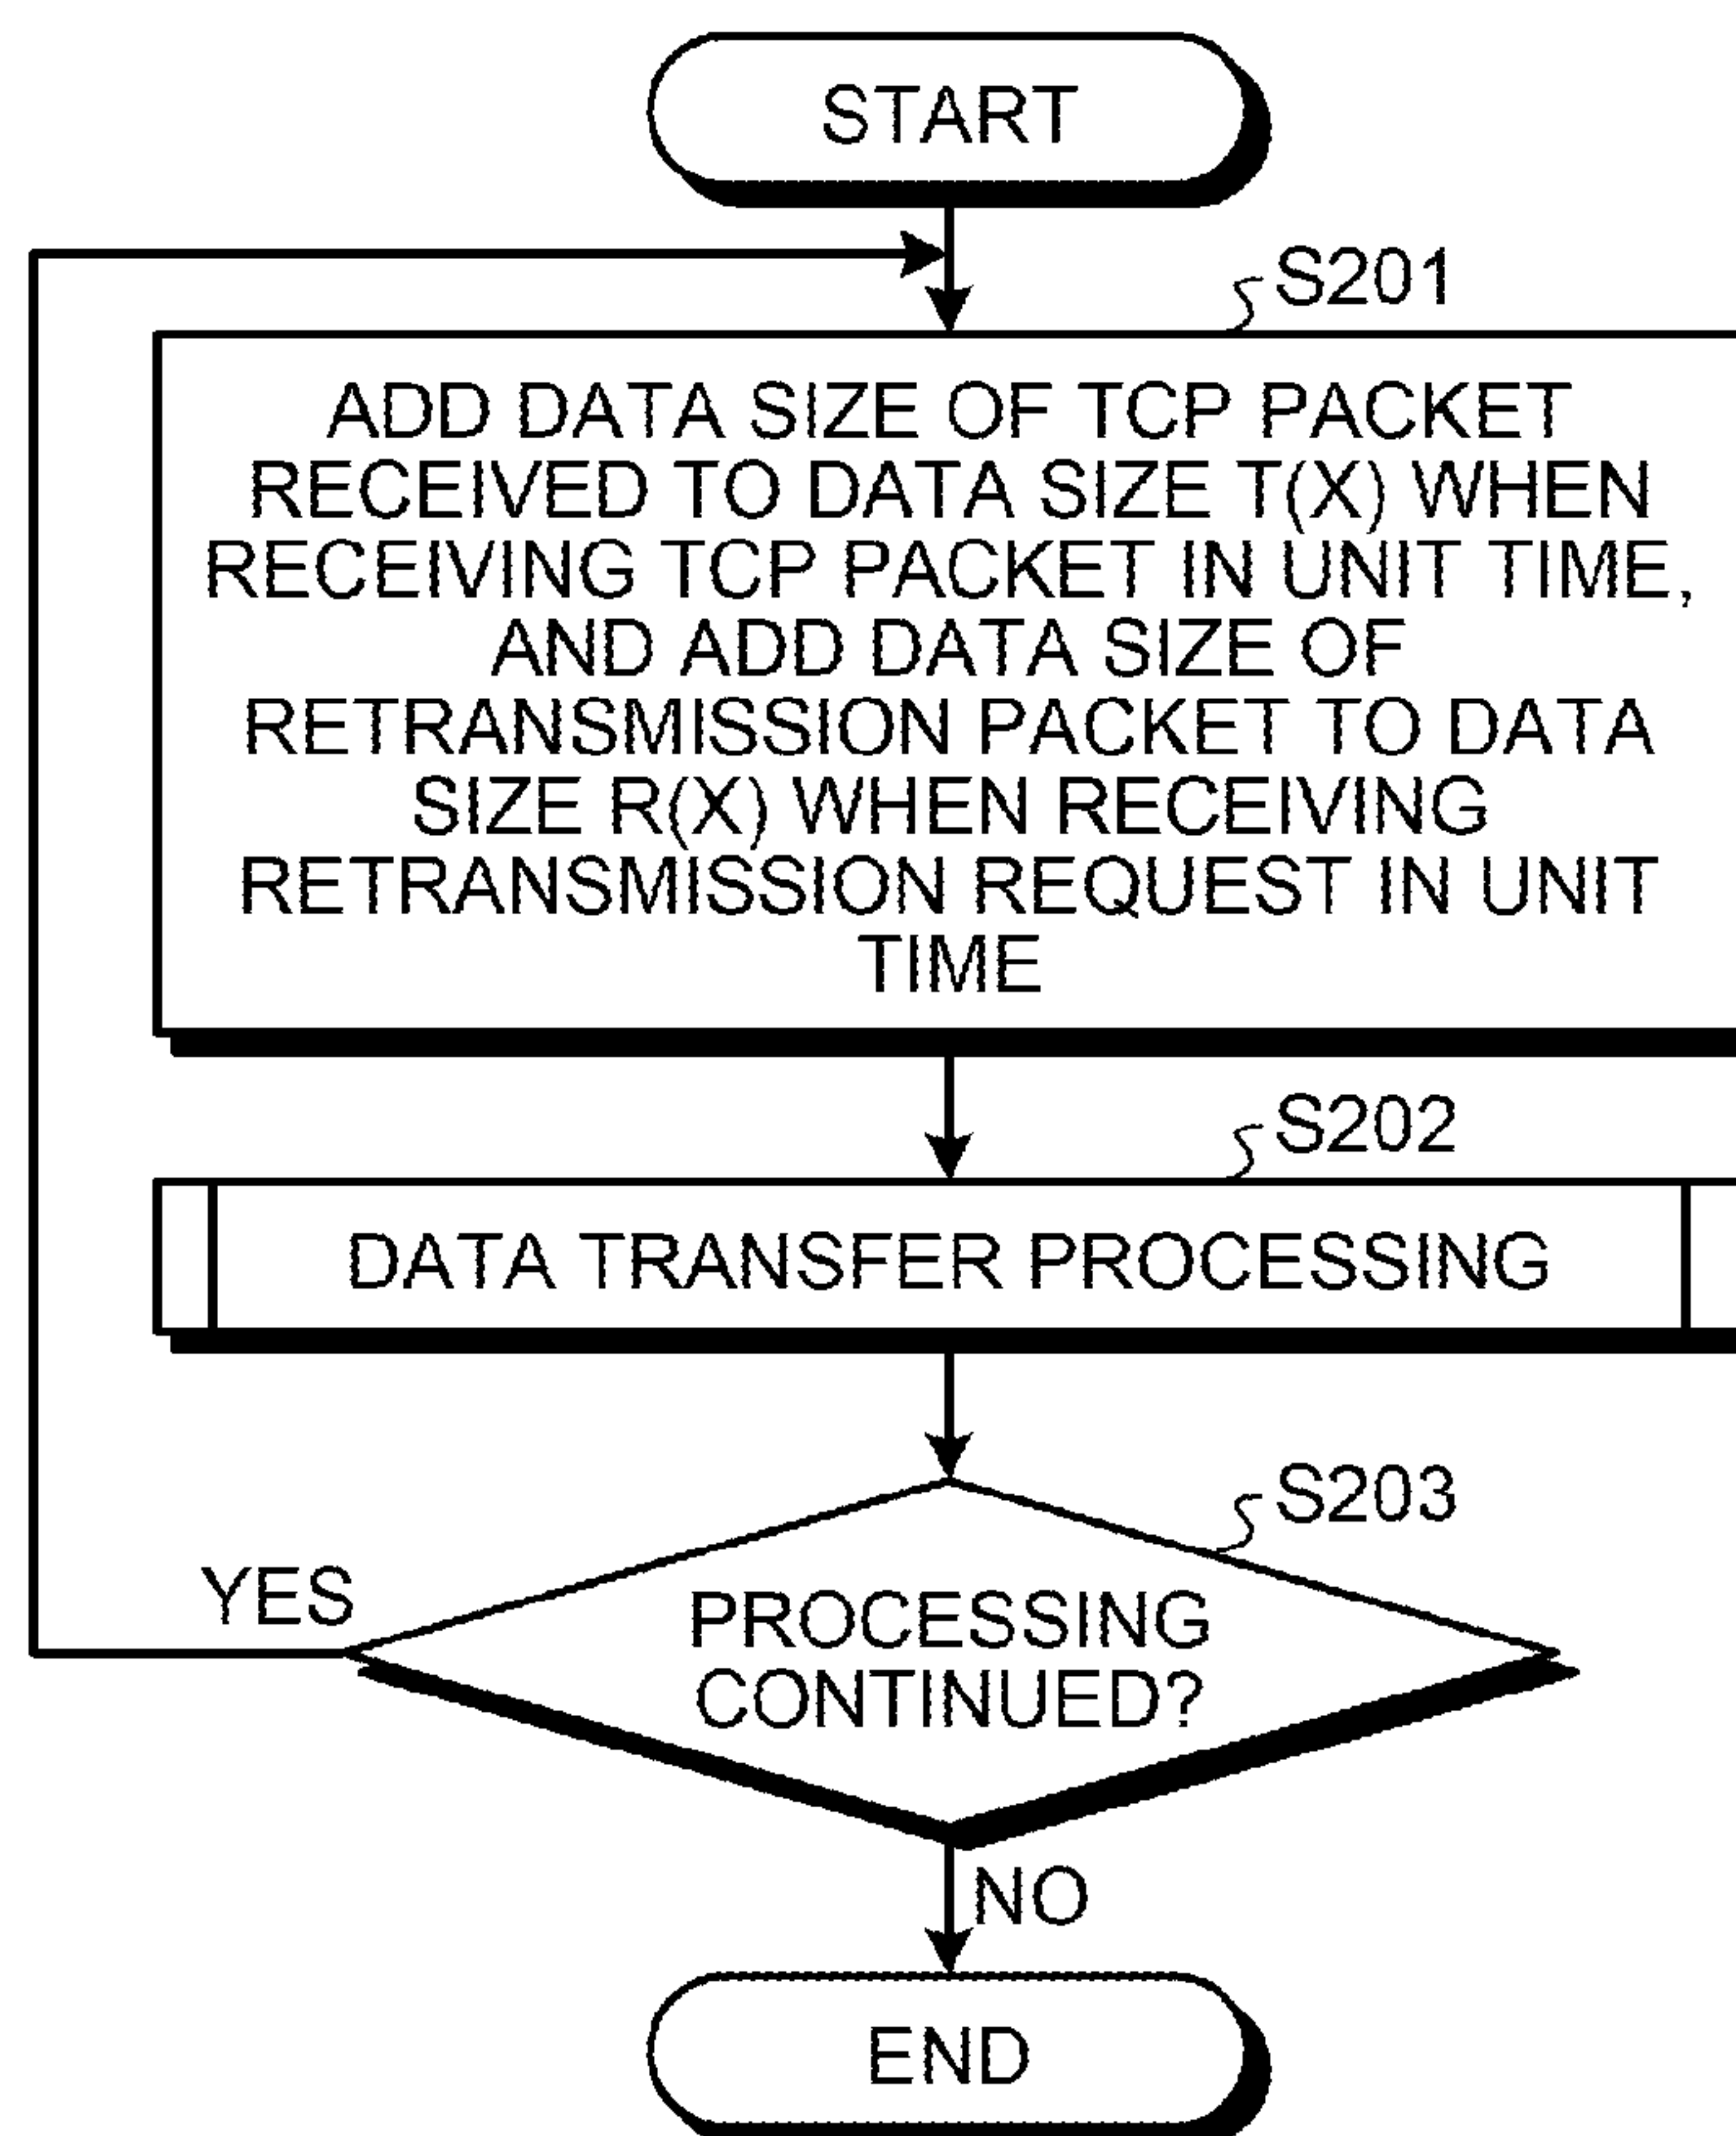 START
S201
ADD DATA SIZE OF TCP PACKET
RECEIVED TO DATA SIZE T(X) WHEN
RECEIVING TCP PACKET IN UNIT TIME,
AND ADD DATA SIZE OF
RETRANSMISSION PACKET TO DATA
SIZE R(X) WHEN RECEIVING
RETRANSMISSION REQUEST IN UNIT
TIME
S202
DATA TRANSFER PROCESSING
S203
YES
PROCESSING
CONTINUED?
NO
END